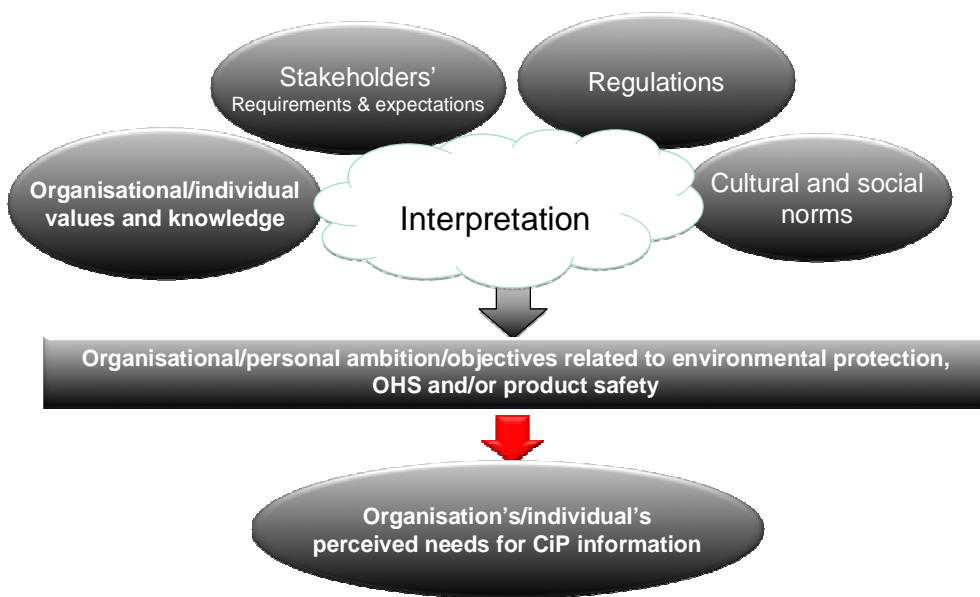 Stakeholders’
Requirements & expectations
Regulations
Organisational/individual
values and knowledge
Interpretation
Cultural and social
norms
Organisational/personal ambition/objectives related to environmental protection,
OHS and/or product safety
Organisation’s/individual’s
perceived needs for CiP information